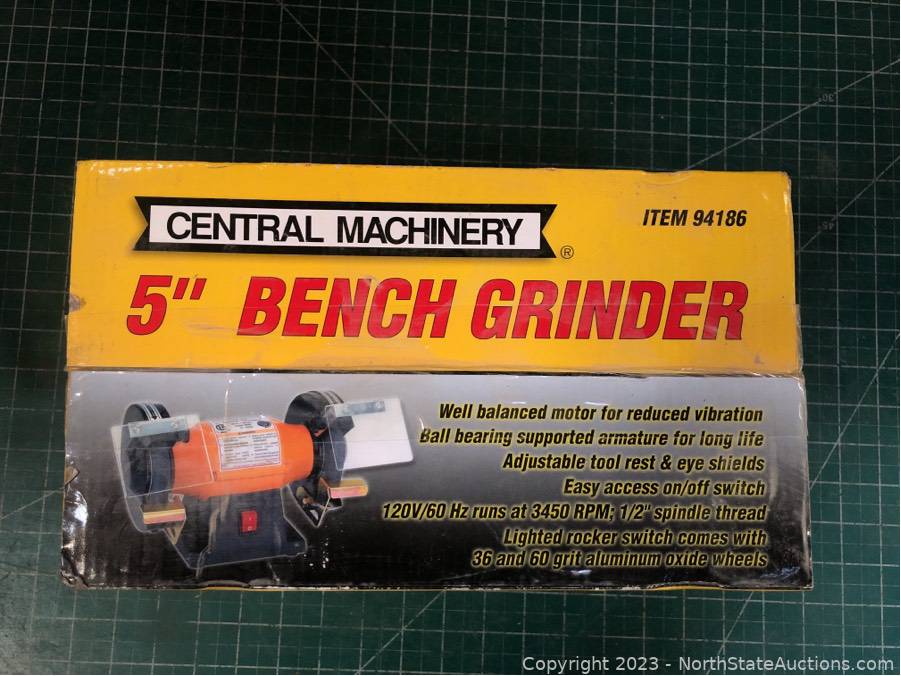 CENTRAL MACHINERY
®
ITEM 94186
5" BENCH GRINDER
Well balanced motor for reduced vibration
Ball bearing supported armature for long life
Adjustable tool rest & eye shields
Easy access on/off switch
120V/60 Hz runs at 3450 RPM; 1/2" spindle thread
Lighted rocker switch comes with
36 and 60 grit aluminum oxide wheels
Copyright © 2023 - NorthStateAuctions.com